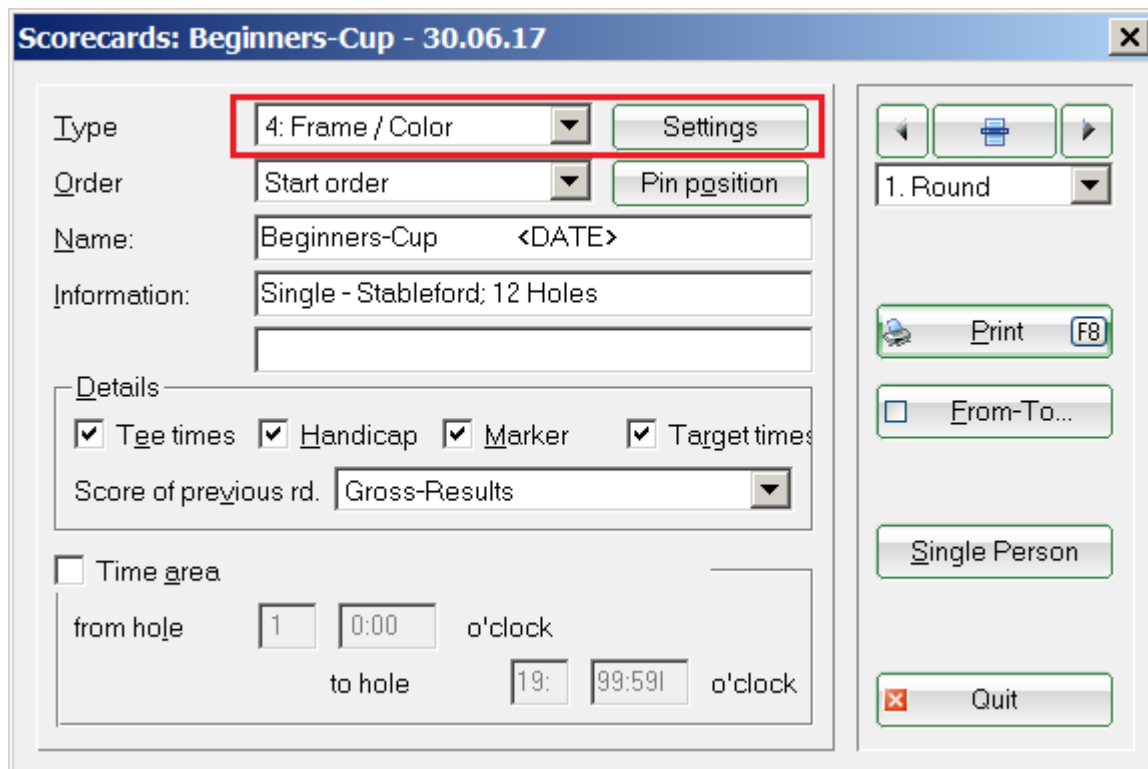 Scorecards: Beginners-Cup - 30.06.17
Type 4: Frame / Color Settings
Order Start order Pin position 1. Round
Name: Beginners-Cup <DATE>
Information: Single - Stableford; 12 Holes
Print F8
Details
From-To...
Tee times Handicap Marker Target times
Score of previous rd. Gross-Results
Single Person
Time area
from hole 1 0:00 o'clock
to hole 19: 99:59 o'clock
Quit